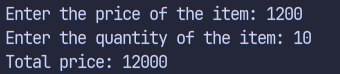 Enter the price of the item: 1200
Enter the quantity of the item: 10
Total price: 12000